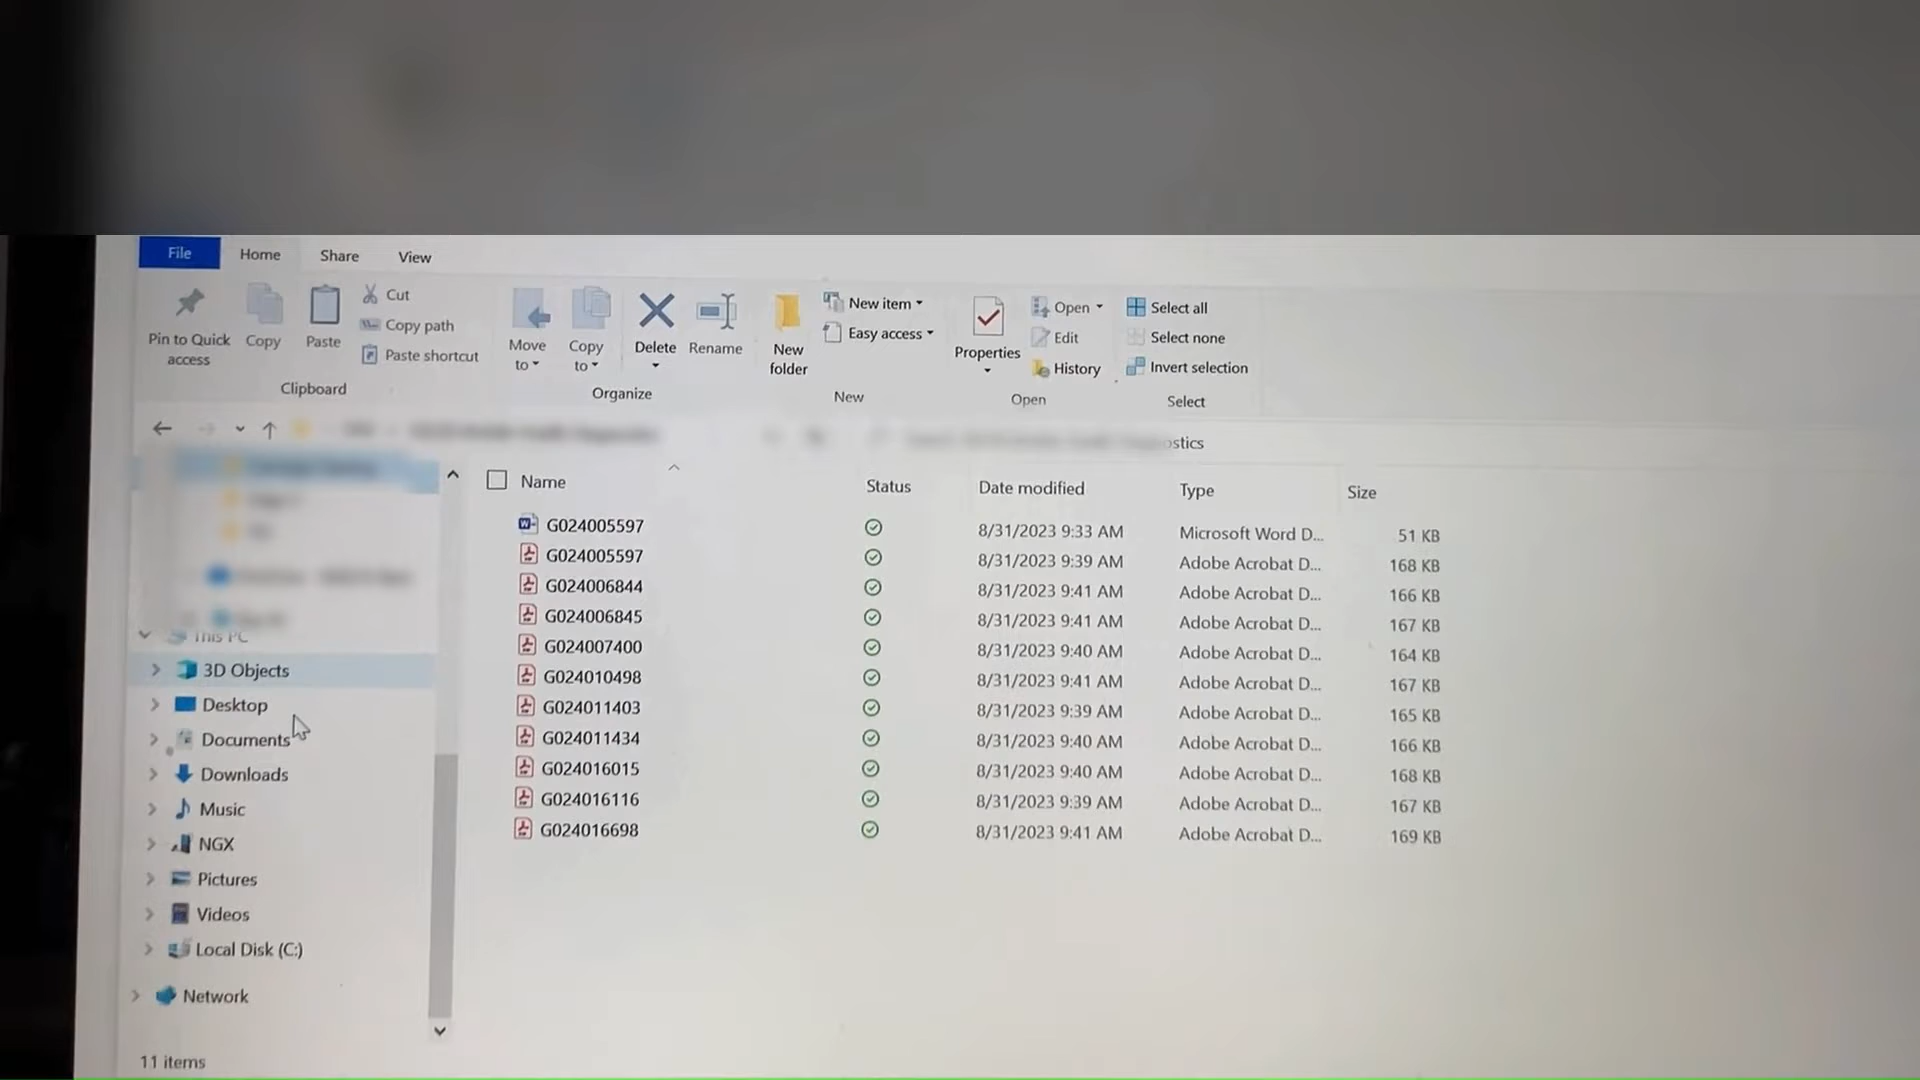 File Home Share View
Pin to Quick access
Copy
Paste
Cut
Copy path
Paste shortcut
Clipboard
Move to
Copy to
Delete
Rename
Organize
New folder
New item
Easy access
New
Properties
Open
Edit
History
Open
Select all
Select none
Invert selection
Select
ostics
This PC
3D Objects
Desktop
Documents
Downloads
Music
NGX
Pictures
Videos
Local Disk (C:)
Network
11 items
Name Status Date modified Type Size
G024005597 8/31/2023 9:33 AM Microsoft Word D... 51 KB
G024005597 8/31/2023 9:39 AM Adobe Acrobat D... 168 KB
G024006844 8/31/2023 9:41 AM Adobe Acrobat D... 166 KB
G024006845 8/31/2023 9:41 AM Adobe Acrobat D... 167 KB
G024007400 8/31/2023 9:40 AM Adobe Acrobat D... 164 KB
G024010498 8/31/2023 9:41 AM Adobe Acrobat D... 167 KB
G024011403 8/31/2023 9:39 AM Adobe Acrobat D... 165 KB
G024011434 8/31/2023 9:40 AM Adobe Acrobat D... 166 KB
G024016015 8/31/2023 9:40 AM Adobe Acrobat D... 168 KB
G024016116 8/31/2023 9:39 AM Adobe Acrobat D... 167 KB
G024016698 8/31/2023 9:41 AM Adobe Acrobat D... 169 KB